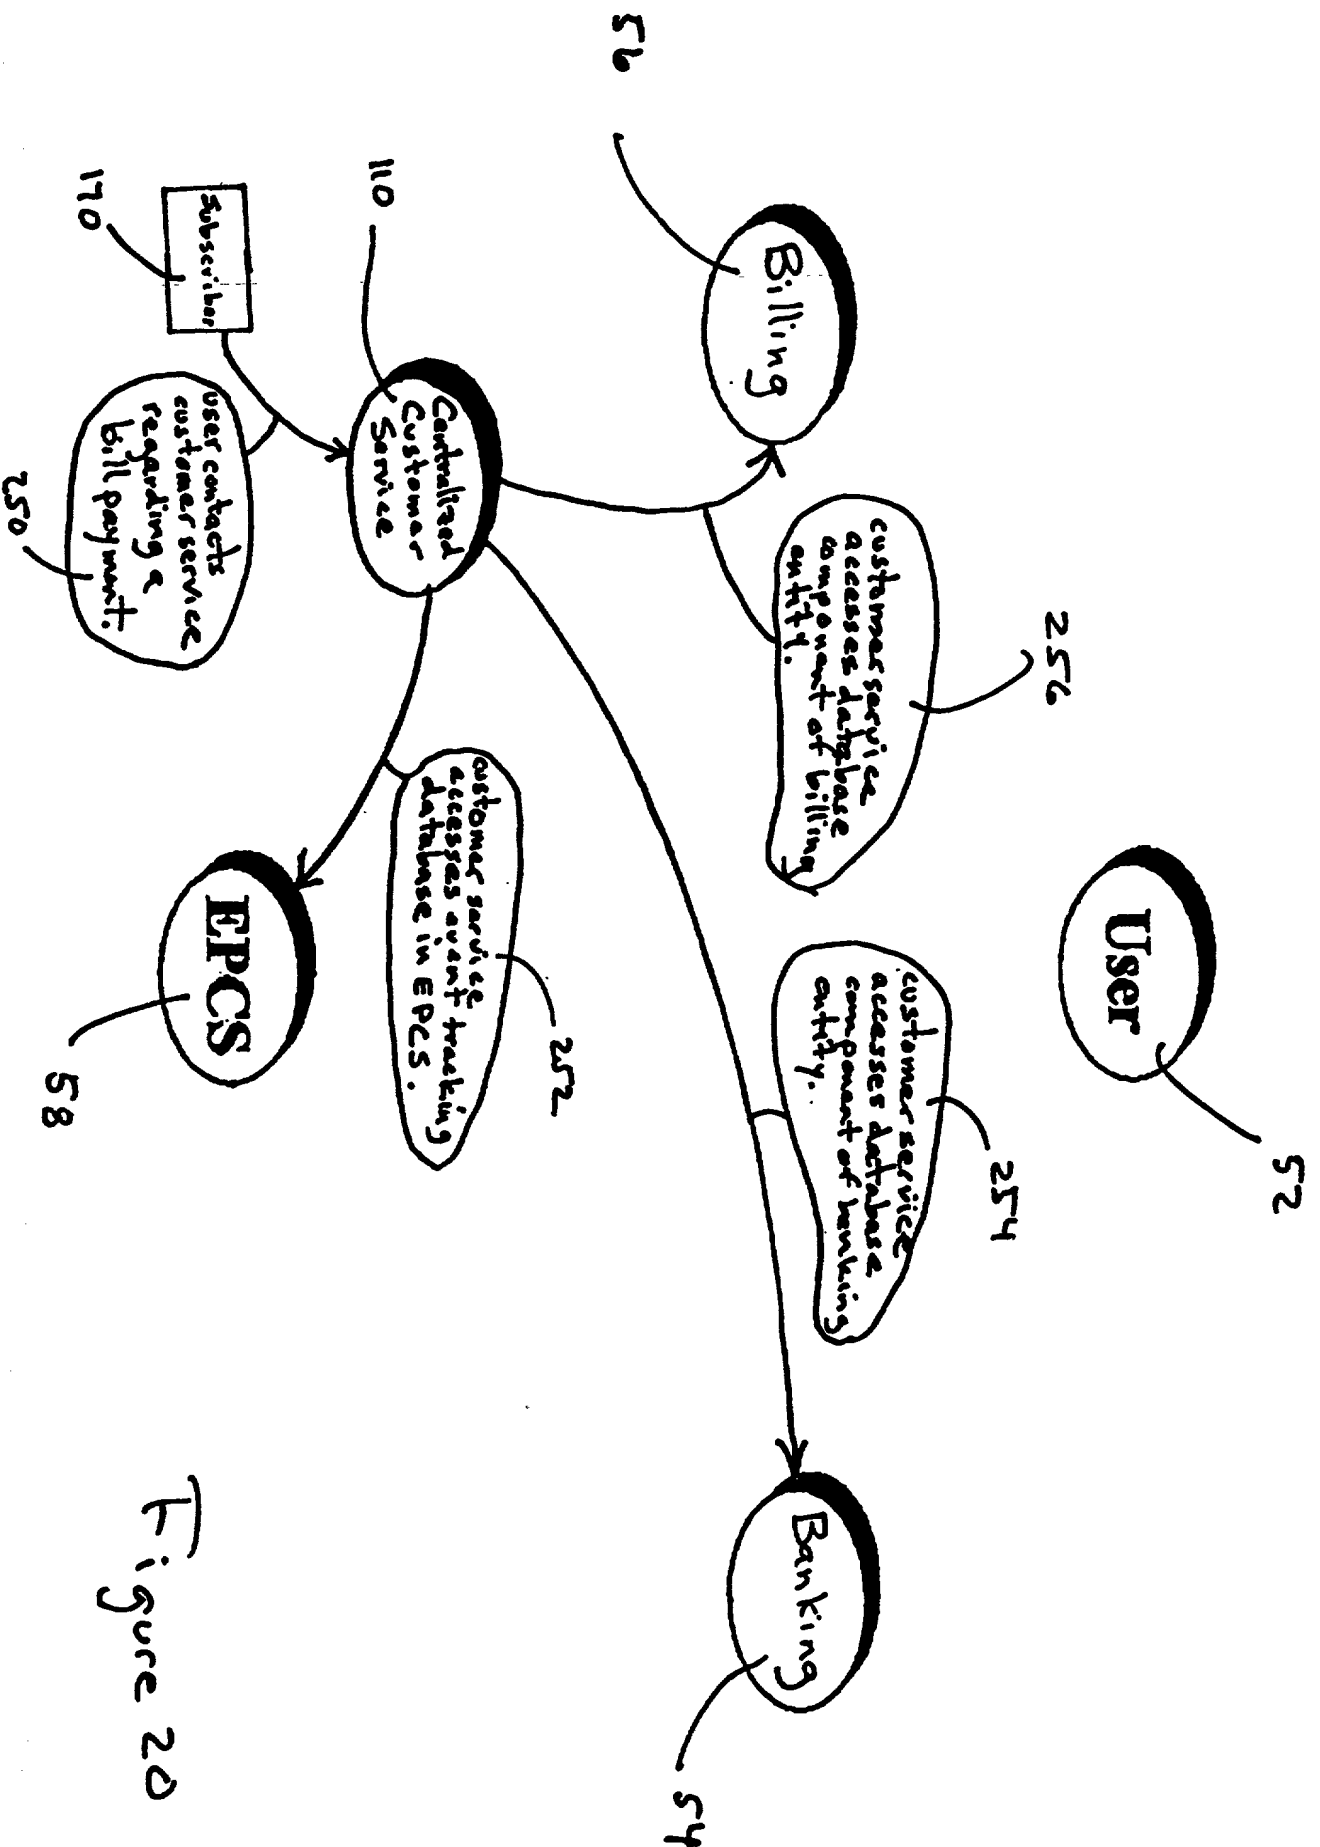 52
User
256
customer service
accesses database
component of billing
entity.
254
customer service
accesses database
component of banking
entity.
56
Billing
Banking
54
110
Centralized
Customer
Service
252
customer service
accesses event tracking
database in EPCS.
170
Subscriber
user contacts
customer service
regarding a
bill payment.
250
EPCS
58
Figure 20